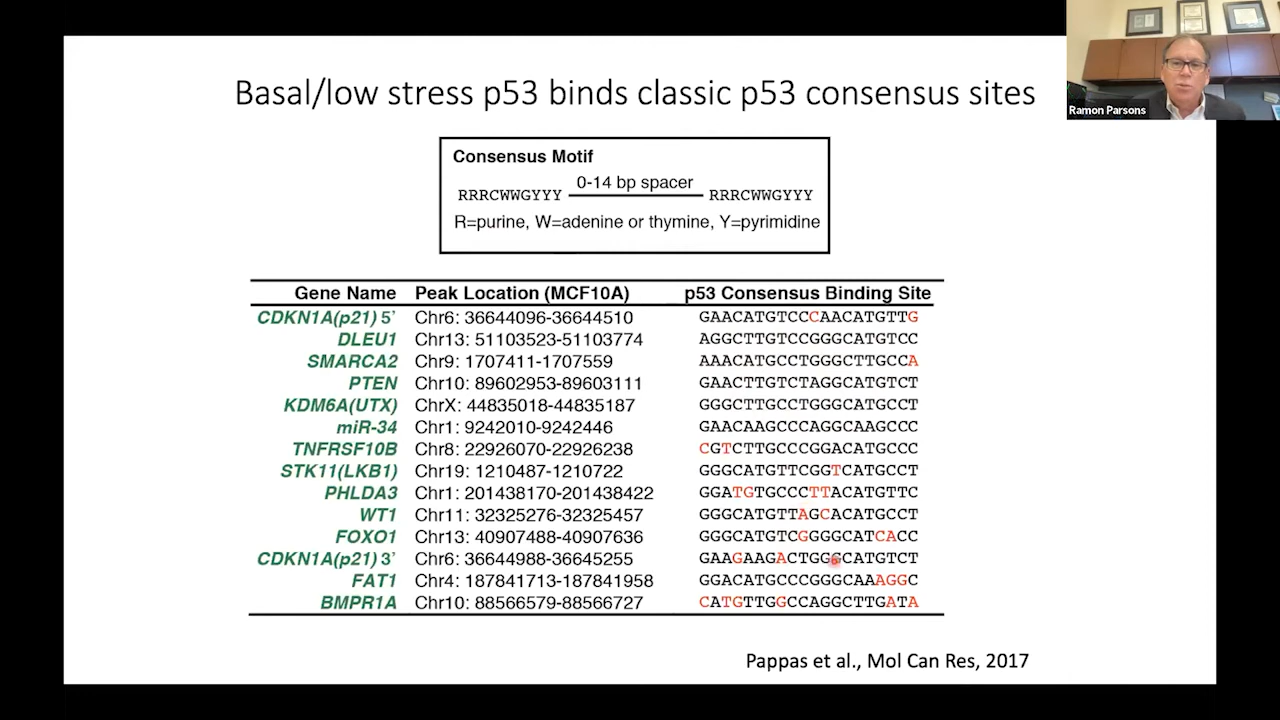 Ramon Parsons
Basal/low stress p53 binds classic p53 consensus sites
Consensus Motif
RRRCWWGYYY 0-14 bp spacer RRRCWWGYYY
R=purine, W=adenine or thymine, Y=pyrimidine
Gene Name Peak Location (MCF10A) p53 Consensus Binding Site
CDKN1A(p21) 5’ Chr6: 36644096-36644510 GAACATGTCCCAACATGTTG
DLEU1 Chr13: 51103523-51103774 AGGCTTGTCCGGGCATGTCC
SMARCA2 Chr9: 1707411-1707559 AAACATGCCTGGGCTTGCCA
PTEN Chr10: 89602953-89603111 GAACTTGTCTAGGCATGTCT
KDM6A(UTX) ChrX: 44835018-44835187 GGGCTTGCCTGGGCATGCCT
miR-34 Chr1: 9242010-9242446 GAACAAGCCCAGGCAAGCCC
TNFRSF10B Chr8: 22926070-22926238 CGTCTTGCCCGGACATGCCC
STK11(LKB1) Chr19: 1210487-1210722 GGGCATGTTCGGTCATGCCT
PHLDA3 Chr1: 201438170-201438422 GGATGTGCCCTTACATGTTC
WT1 Chr11: 32325276-32325457 GGGCATGTTAGCACATGCCT
FOXO1 Chr13: 40907488-40907636 GGGCATGTCGGGGCATCACC
CDKN1A(p21) 3’ Chr6: 36644988-36645255 GAAGAAGACTGGGCATGTCT
FAT1 Chr4: 187841713-187841958 GGACATGCCCGGGCAAAGGC
BMPR1A Chr10: 88566579-88566727 CATGTTGGCCAGGCTTGATA
Pappas et al., Mol Can Res, 2017